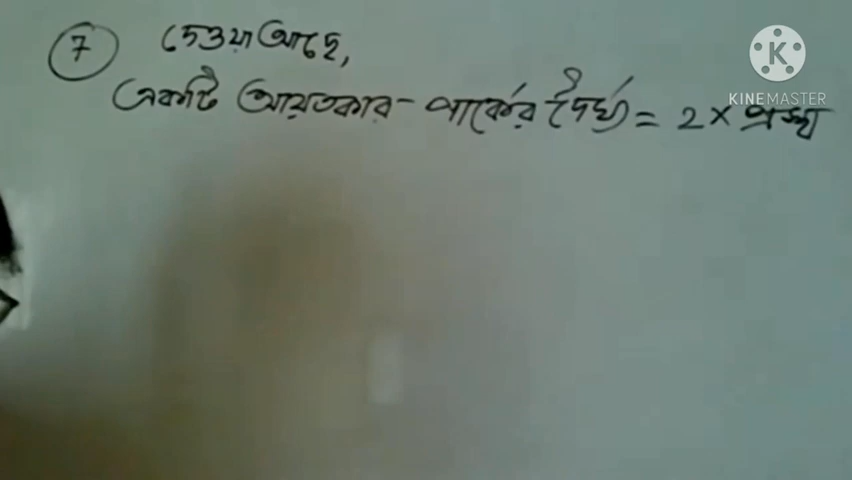 7 দেওয়া আছে,
একটি আয়তকার পার্কের দৈর্ঘ্য = 2 × প্রস্থ
KINEMASTER